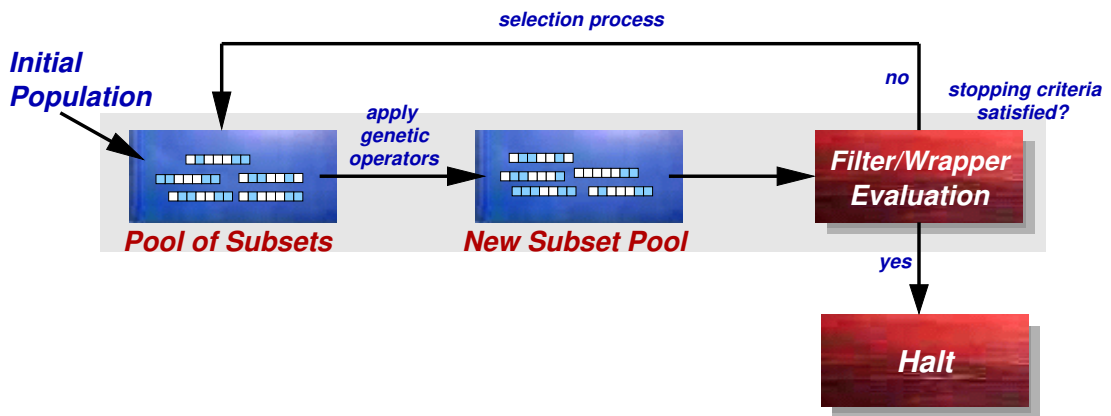 selection process
Initial
Population
no
stopping criteria
satisfied?
apply
genetic
operators
Filter/Wrapper
Evaluation
Pool of Subsets
New Subset Pool
yes
Halt